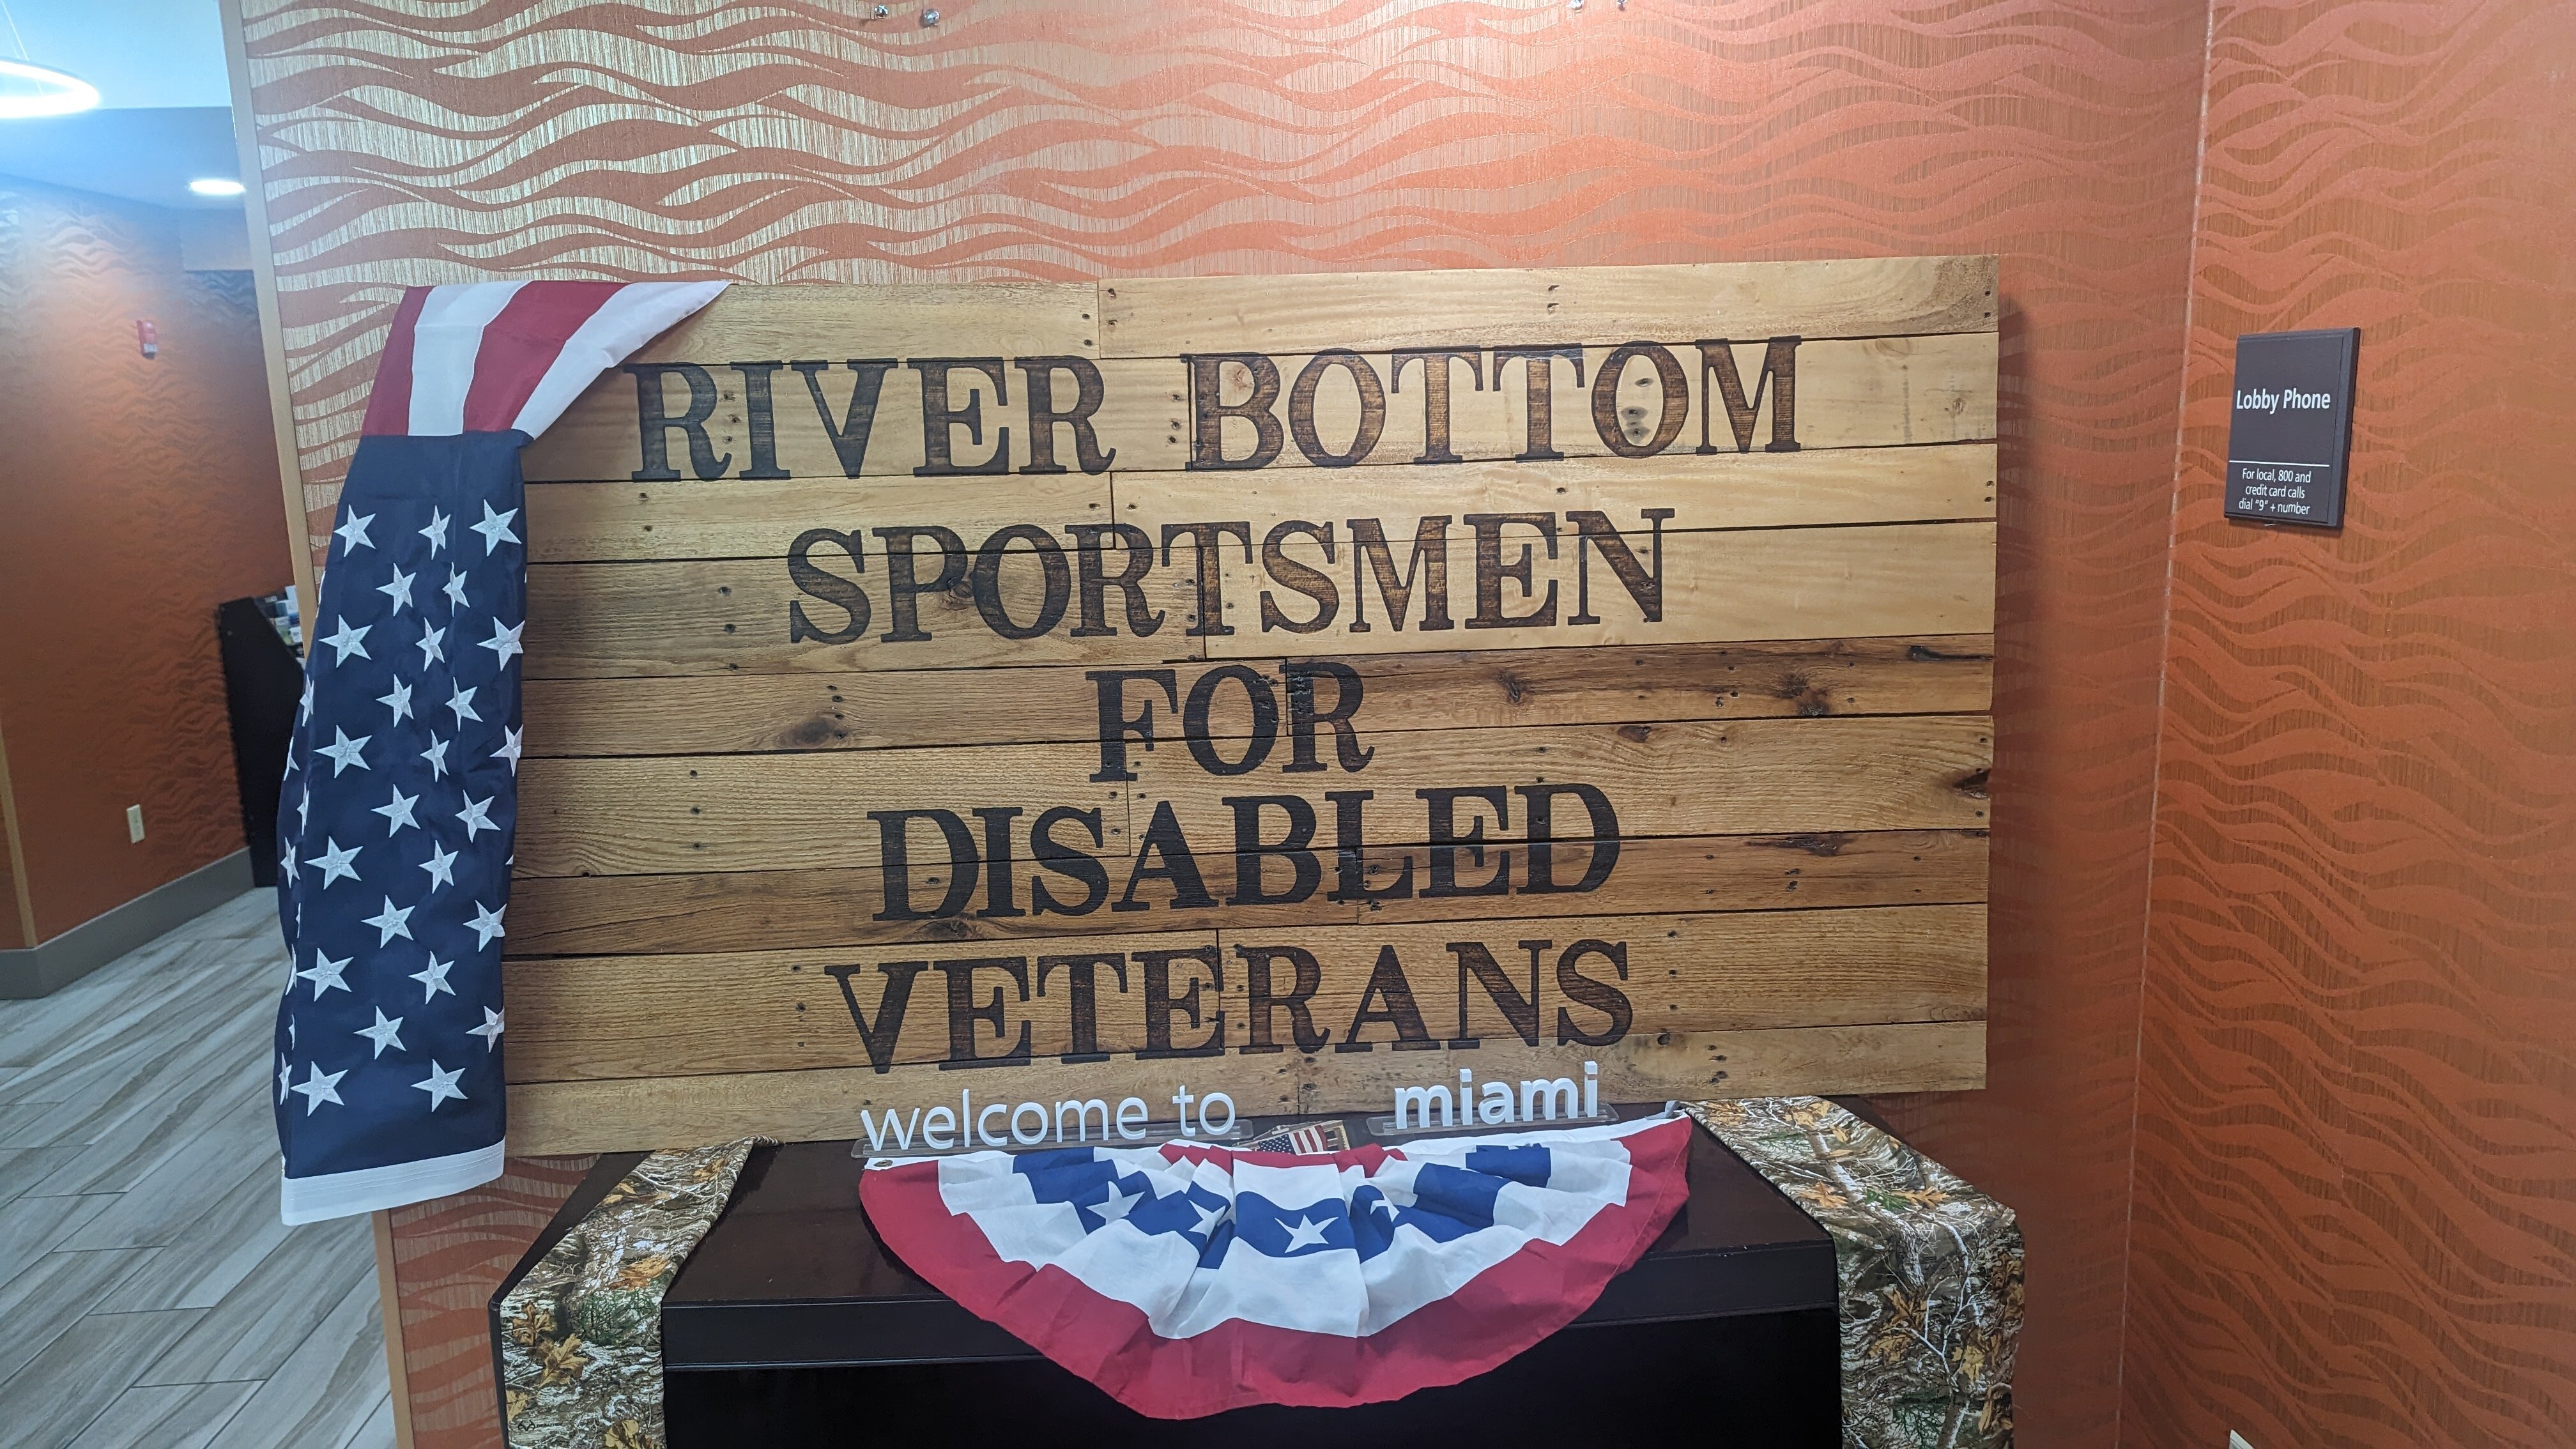 RIVER BOTTOM
SPORTSMEN
FOR
DISABLED
VETERANS
welcome to miami
Lobby Phone
For local, 800 and
credit card calls
dial "9" + number